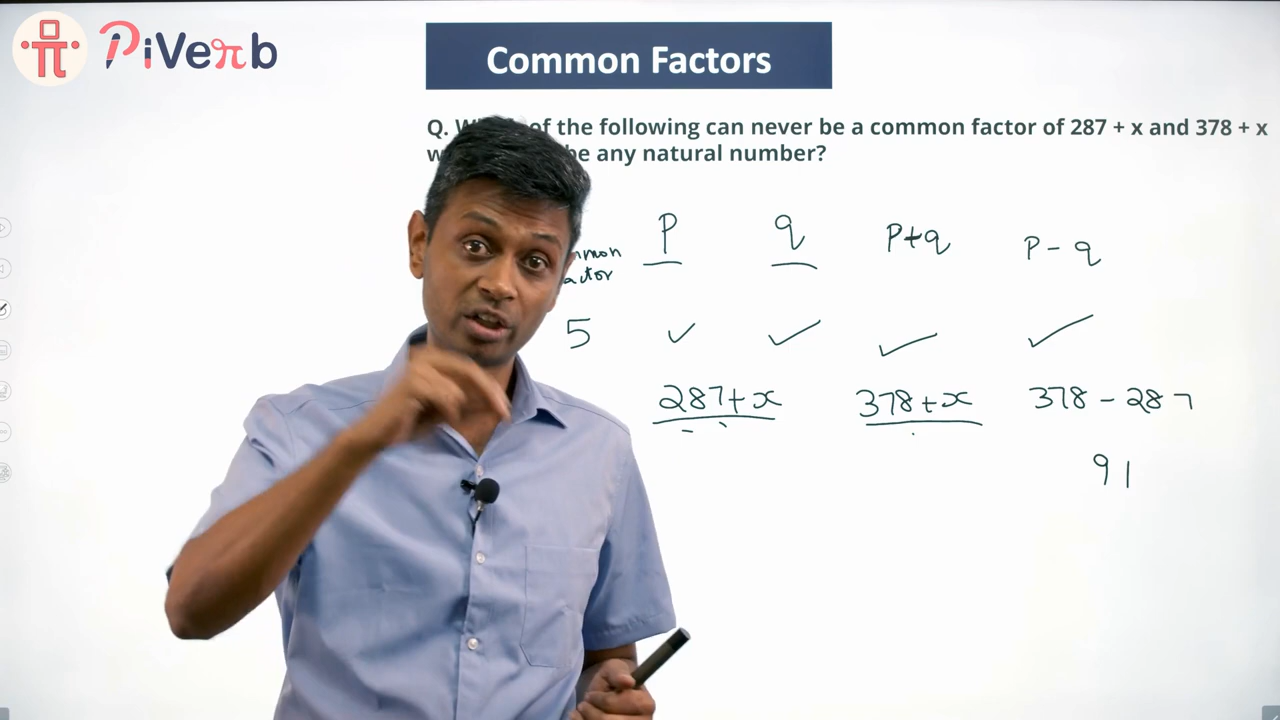 PiVerb
Common Factors
Q. of the following can never be a common factor of 287 + x and 378 + x
be any natural number?
p q p+q p - q
5 ✓ ✓ ✓ ✓
287+x 378+x 378 - 287
91